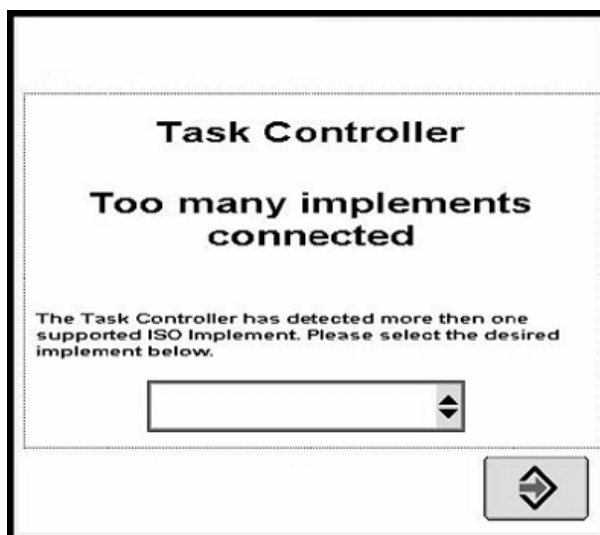 Task Controller
Too many implements
connected
The Task Controller has detected more then one
supported ISO Implement. Please select the desired
implement below.